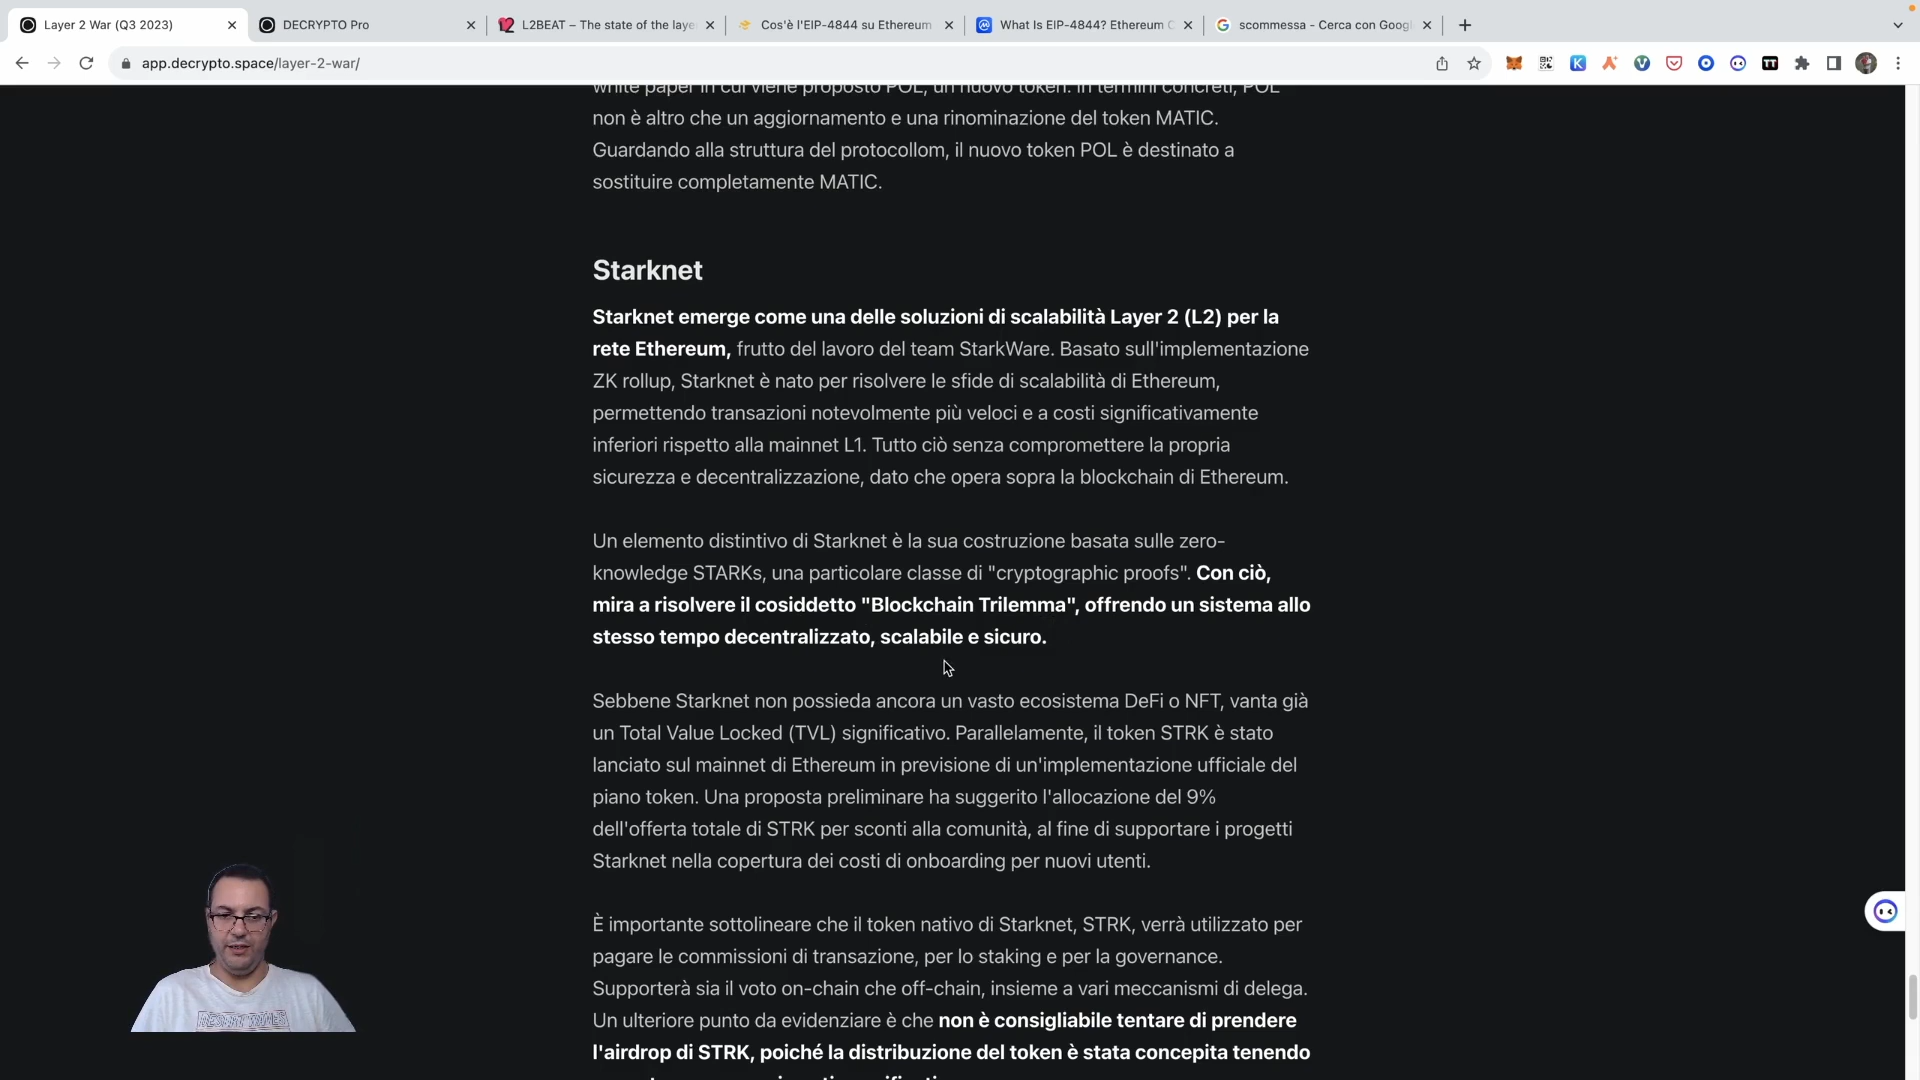 Layer 2 War (Q3 2023)
DECRYPTO Pro
L2BEAT – The state of the laye
Cos'è l'EIP-4844 su Ethereum
What Is EIP-4844? Ethereum C
scommessa - Cerca con Googl
app.decrypto.space/layer-2-war/
white paper in cui viene proposto POL, un nuovo token. In termini concreti, POL
non è altro che un aggiornamento e una rinominazione del token MATIC.
Guardando alla struttura del protocollom, il nuovo token POL è destinato a
sostituire completamente MATIC.
Starknet
Starknet emerge come una delle soluzioni di scalabilità Layer 2 (L2) per la
rete Ethereum, frutto del lavoro del team StarkWare. Basato sull'implementazione
ZK rollup, Starknet è nato per risolvere le sfide di scalabilità di Ethereum,
permettendo transazioni notevolmente più veloci e a costi significativamente
inferiori rispetto alla mainnet L1. Tutto ciò senza compromettere la propria
sicurezza e decentralizzazione, dato che opera sopra la blockchain di Ethereum.
Un elemento distintivo di Starknet è la sua costruzione basata sulle zero-
knowledge STARKs, una particolare classe di "cryptographic proofs". Con ciò,
mira a risolvere il cosiddetto "Blockchain Trilemma", offrendo un sistema allo
stesso tempo decentralizzato, scalabile e sicuro.
Sebbene Starknet non possieda ancora un vasto ecosistema DeFi o NFT, vanta già
un Total Value Locked (TVL) significativo. Parallelamente, il token STRK è stato
lanciato sul mainnet di Ethereum in previsione di un'implementazione ufficiale del
piano token. Una proposta preliminare ha suggerito l'allocazione del 9%
dell'offerta totale di STRK per sconti alla comunità, al fine di supportare i progetti
Starknet nella copertura dei costi di onboarding per nuovi utenti.
È importante sottolineare che il token nativo di Starknet, STRK, verrà utilizzato per
pagare le commissioni di transazione, per lo staking e per la governance.
Supporterà sia il voto on-chain che off-chain, insieme a vari meccanismi di delega.
Un ulteriore punto da evidenziare è che non è consigliabile tentare di prendere
l'airdrop di STRK, poiché la distribuzione del token è stata concepita tenendo